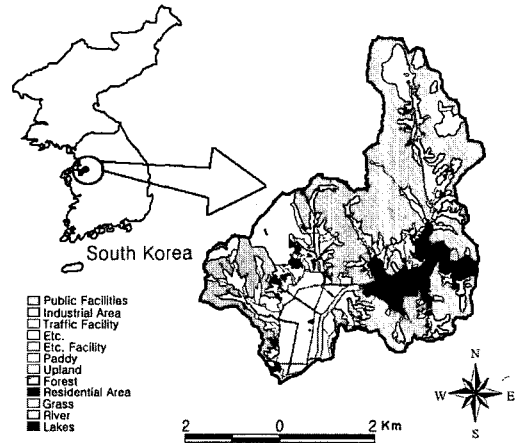 South Korea
Public Facilities
Industrial Area
Traffic Facility
Etc.
Etc. Facility
Paddy
Upland
Forest
Residential Area
Grass
River
Lakes
N
W E
S
2 0 2 Km